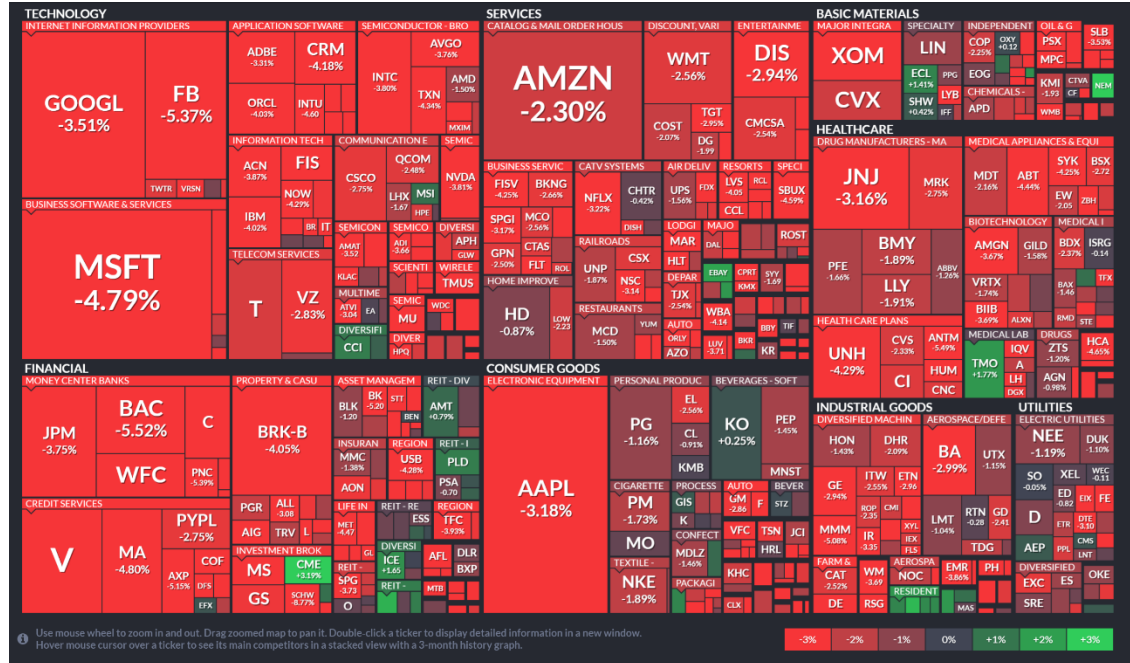 TECHNOLOGY
INTERNET INFORMATION PROVIDERS
GOOGL
-3.51%
FB
-5.37%
TWTR
VRSN
BUSINESS SOFTWARE & SERVICES
MSFT
-4.79%
APPLICATION SOFTWARE
ADBE
-3.31%
CRM
-4.18%
ORCL
-4.03%
INTU
-4.60
INFORMATION TECH
ACN
-3.87%
FIS
NOW
-4.29%
IBM
-4.02%
BR
IT
TELECOM SERVICES
T
VZ
-2.83%
SEMICONDUCTOR - BRO
INTC
-3.80%
AVGO
-3.76%
TXN
-4.34%
AMD
-1.50%
MXIM
COMMUNICATION E
CSCO
-2.75%
QCOM
-2.48%
LHX
-1.67
MSI
HPE
SEMIC
NVDA
-3.81%
SEMICON
AMAT
-3.52
KLAC
SEMICO
ADI
-3.66
DIVERSI
APH
GLW
SCIENTI
WIRELE
TMUS
MULTIME
ATVI
-3.04
EA
SEMIC
MU
WDC
DIVERSIFI
CCI
DIVER
HPQ
SERVICES
CATALOG & MAIL ORDER HOUS
AMZN
-2.30%
DISCOUNT, VARI
WMT
-2.56%
COST
-2.07%
TGT
-2.95%
DG
-1.99
ENTERTAINME
DIS
-2.94%
CMCSA
-2.54%
BUSINESS SERVIC
FISV
-4.25%
BKNG
-2.66%
SPGI
-3.17%
MCO
-2.56%
GPN
-2.50%
CTAS
FLT
ROL
CATV SYSTEMS
NFLX
-3.22%
CHTR
-0.42%
DISH
AIR DELIV
UPS
-1.56%
FDX
RESORTS
LVS
-4.05
RCL
CCL
SPECI
SBUX
-4.59%
RAILROADS
UNP
-1.87%
CSX
NSC
-3.14
LODGI
MAR
HLT
MAJO
DAL
ROST
HOME IMPROVE
HD
-0.87%
LOW
-2.23
RESTAURANTS
MCD
-1.50%
YUM
DEPAR
TJX
-2.54%
EBAY
CPRT
KMX
SYY
-1.69
WBA
-4.14
AUTO
ORLY
AZO
LUV
-3.71
BBY
TIF
BKR
KR
BASIC MATERIALS
MAJOR INTEGRA
XOM
CVX
SPECIALTY
LIN
ECL
+1.41%
PPG
SHW
+0.42%
LYB
IFF
INDEPENDENT
COP
-2.25%
OXY
+0.12
EOG
CHEMICALS -
APD
OIL & G
PSX
MPC
SLB
-3.53%
KMI
-1.93
CTVA
CF
NEM
WMB
HEALTHCARE
DRUG MANUFACTURERS - MA
JNJ
-3.16%
MRK
-2.75%
PFE
-1.66%
BMY
-1.89%
LLY
-1.91%
ABBV
-1.26%
MEDICAL APPLIANCES & EQUI
MDT
-2.16%
ABT
-4.44%
SYK
-4.25%
BSX
-2.72
EW
-2.05
ZBH
BIOTECHNOLOGY
AMGN
-3.67%
GILD
-1.58%
VRTX
-1.74%
BIIB
-3.69%
ALXN
MEDICAL I
BDX
-2.37%
ISRG
-0.14
BAX
-1.46
TFX
RMD
STE
HEALTH CARE PLANS
UNH
-4.29%
CVS
-2.33%
ANTM
-5.49%
CI
HUM
CNC
MEDICAL LAB
TMO
+1.77%
IQV
A
LH
DGX
DRUGS
ZTS
-1.20%
AGN
-0.98%
HCA
-4.65%
FINANCIAL
MONEY CENTER BANKS
JPM
-3.75%
BAC
-5.52%
C
WFC
PNC
-5.39%
CREDIT SERVICES
V
MA
-4.80%
PYPL
-2.75%
AXP
-5.15%
COF
DFS
EFX
PROPERTY & CASU
BRK-B
-4.05%
PGR
ALL
-3.08
AIG
TRV
L
INVESTMENT BROK
MS
CME
+3.19%
GS
SCHW
-8.77%
ASSET MANAGEM
BLK
-1.20
BK
-5.20
STT
BEN
REIT - DIV
AMT
+0.79%
INSURAN
MMC
-1.38%
AON
REGION
USB
-4.28%
REIT - I
PLD
PSA
-0.70
LIFE IN
MET
-4.47
GL
REIT - RE
ESS
REGION
TFC
-3.93%
DIVERSI
ICE
+1.65
AFL
DLR
BXP
REIT -
SPG
-3.73
O
REIT -
MTB
CONSUMER GOODS
ELECTRONIC EQUIPMENT
AAPL
-3.18%
PERSONAL PRODUC
PG
-1.16%
EL
-2.56%
CL
-0.91%
KMB
BEVERAGES - SOFT
KO
+0.25%
PEP
-1.45%
MNST
CIGARETTE
PM
-1.73%
MO
PROCESS
GIS
K
AUTO
GM
-2.86
F
BEVER
STZ
CONFECT
MDLZ
-1.46%
VFC
TSN
JCI
HRL
TEXTILE -
NKE
-1.89%
PACKAGI
KHC
CLX
INDUSTRIAL GOODS
DIVERSIFIED MACHIN
HON
-1.43%
DHR
-2.09%
GE
-2.94%
ITW
-2.55%
ETN
-2.96
MMM
-5.08%
ROP
-2.35
CMI
IR
-3.35
XYL
IEX
FLS
AEROSPACE/DEFE
BA
-2.99%
UTX
-1.15%
LMT
-1.04%
RTN
-0.28
GD
-2.41
TDG
FARM &
CAT
-2.52%
DE
WM
-3.69
RSG
AEROSPA
NOC
RESIDENT
EMR
-3.86%
PH
MAS
UTILITIES
ELECTRIC UTILITIES
NEE
-1.19%
DUK
-1.10%
SO
-0.05%
XEL
WEC
-0.11
D
ED
-0.82
EIX
FE
ETR
DTE
-3.10
AEP
PPL
CMS
LNT
DIVERSIFIED
EXC
ES
OKE
SRE
Use mouse wheel to zoom in and out. Drag zoomed map to pan it. Double-click a ticker to display detailed information in a new window.
Hover mouse cursor over a ticker to see its main competitors in a stacked view with a 3-month history graph.
-3% -2% -1% 0% +1% +2% +3%